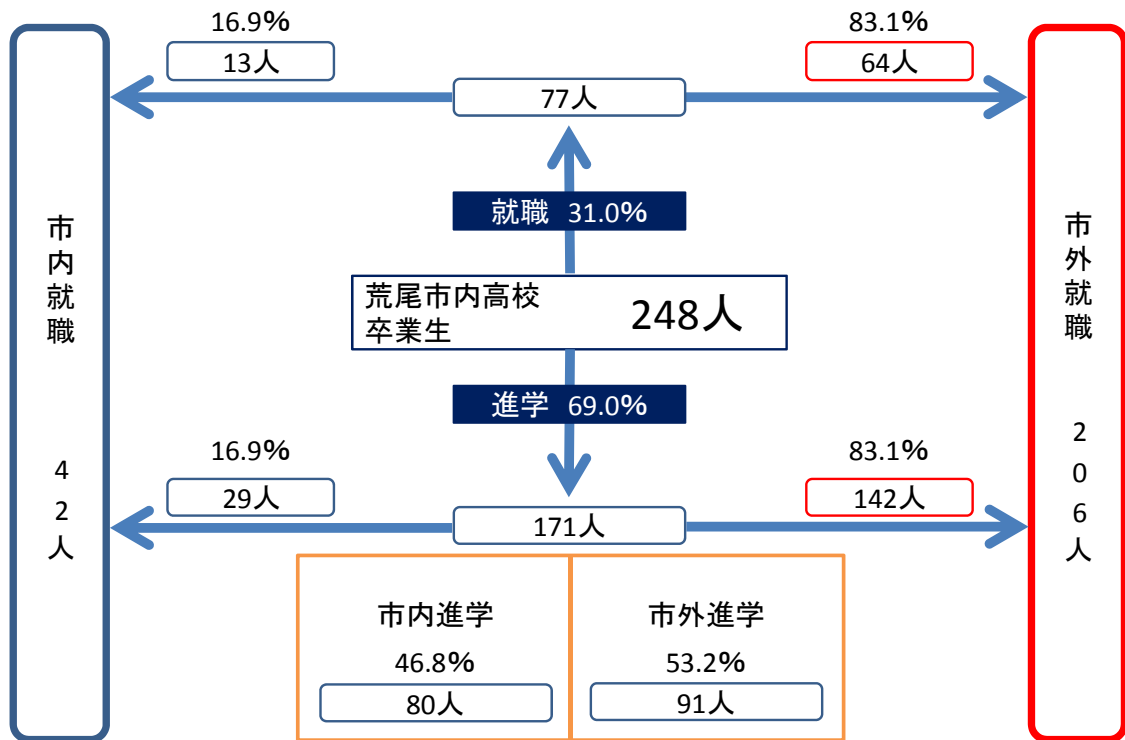 16.9%
13人
83.1%
64人
77人
就職 31.0%
市内就職 42人
荒尾市内高校
卒業生
248人
市外就職 206人
進学 69.0%
16.9%
29人
83.1%
142人
171人
市内進学
46.8%
80人
市外進学
53.2%
91人